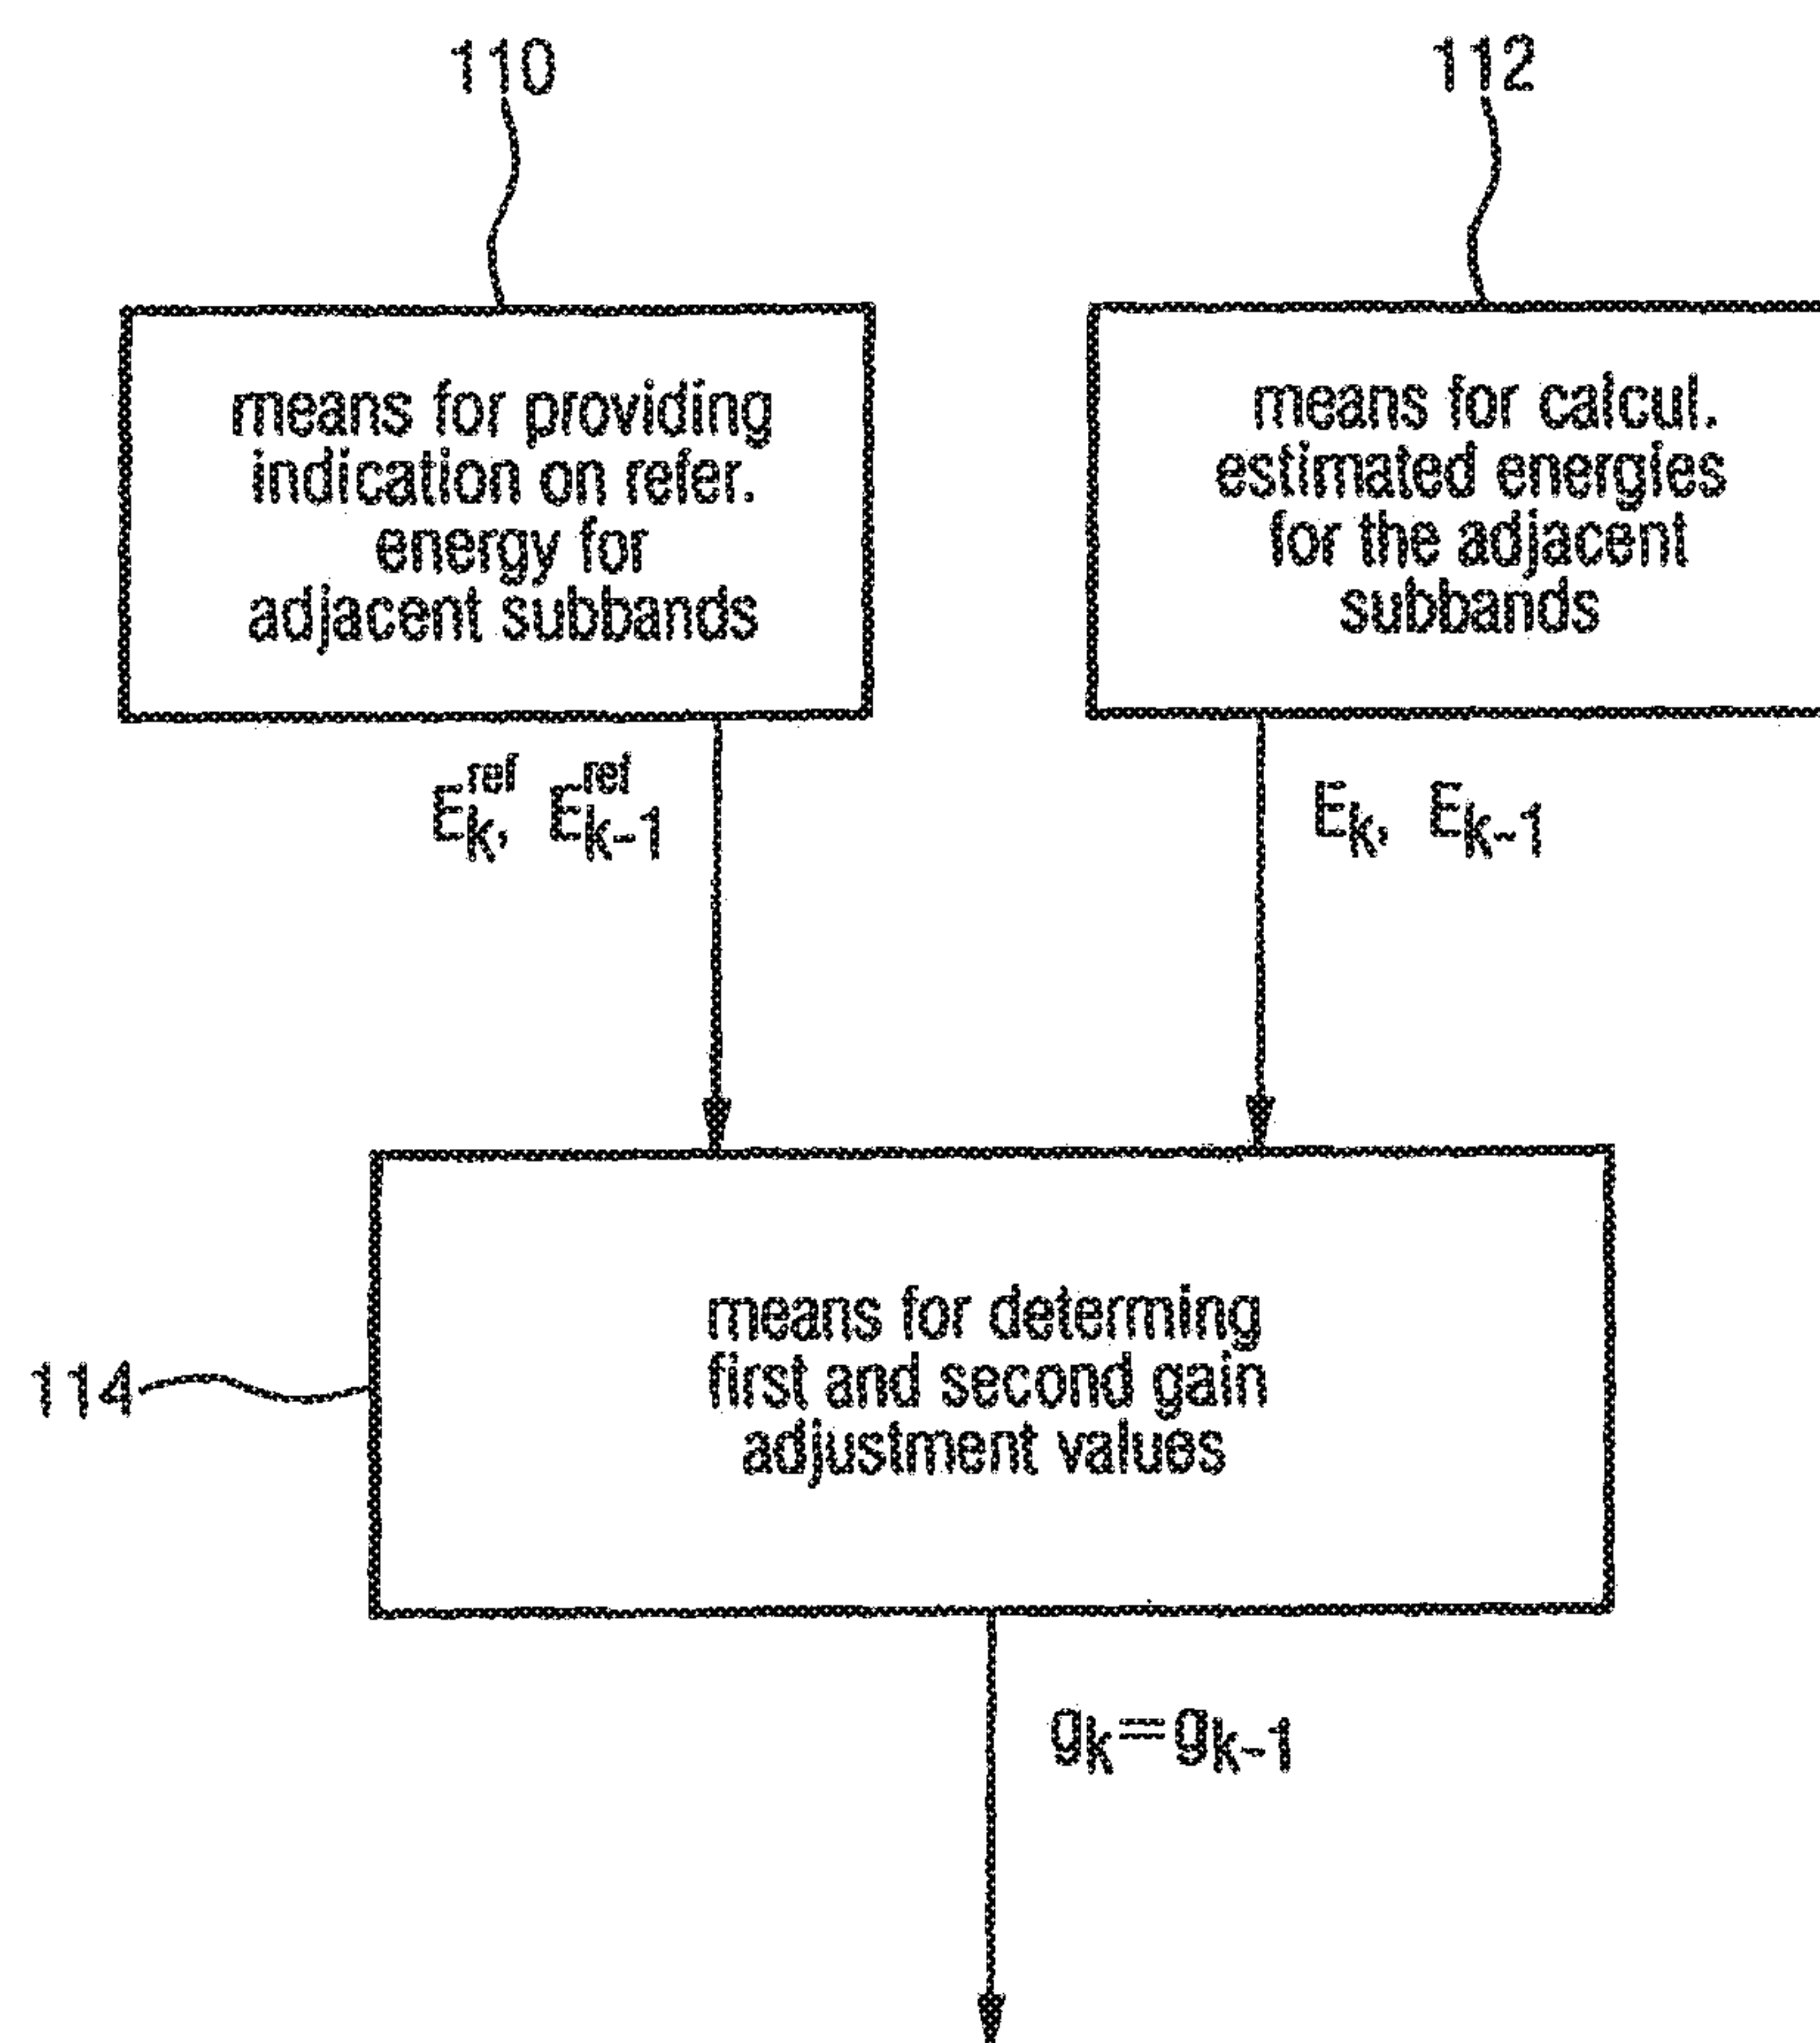 110
112
means for providing
indication on refer.
energy for
adjacent subbands
means for calcul.
estimated energies
for the adjacent
subbands
E_k^ref, E_k-1^ref
E_k, E_k-1
114
means for determing
first and second gain
adjustment values
g_k=g_k-1